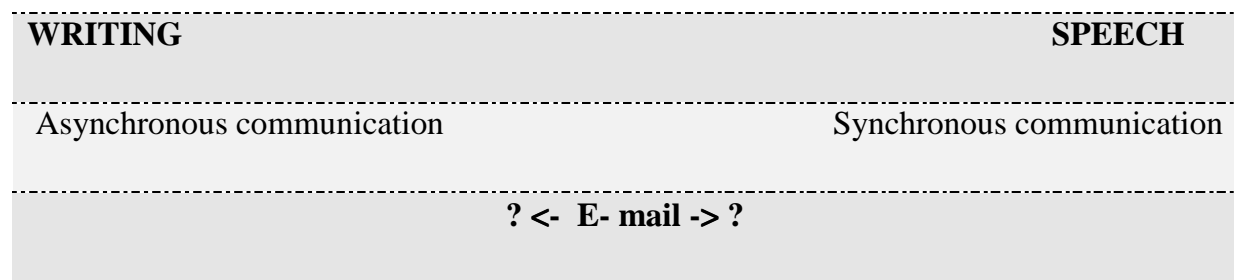 WRITING SPEECH
Asynchronous communication Synchronous communication
? <- E- mail -> ?